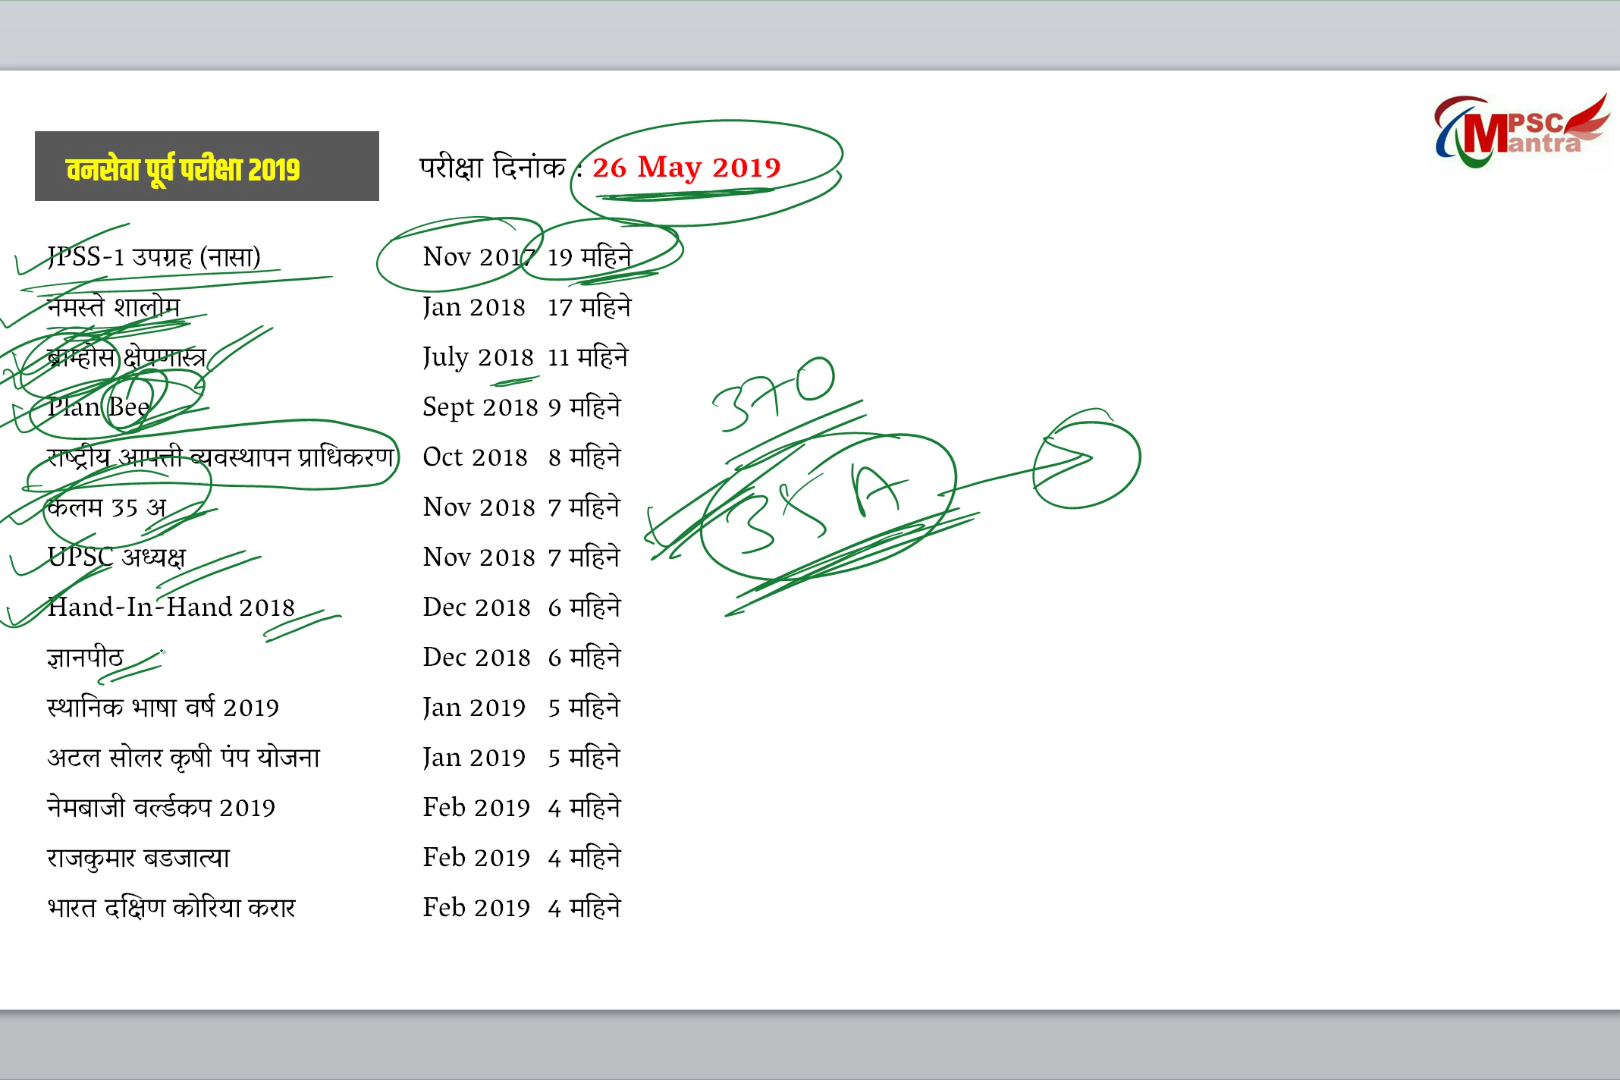 MPSC Mantra
वनसेवा पूर्व परीक्षा 2019 परीक्षा दिनांक : 26 May 2019
JPSS-1 उपग्रह (नासा) Nov 2017 19 महिने
नमस्ते शालोम Jan 2018 17 महिने
ब्राम्होस क्षेपणास्त्र July 2018 11 महिने
370
Plan Bee Sept 2018 9 महिने
राष्ट्रीय आपत्ती व्यवस्थापन प्राधिकरण Oct 2018 8 महिने
कलम 35 अ Nov 2018 7 महिने
35 A
UPSC अध्यक्ष Nov 2018 7 महिने
Hand-In-Hand 2018 Dec 2018 6 महिने
ज्ञानपीठ Dec 2018 6 महिने
स्थानिक भाषा वर्ष 2019 Jan 2019 5 महिने
अटल सोलर कृषी पंप योजना Jan 2019 5 महिने
नेमबाजी वर्ल्डकप 2019 Feb 2019 4 महिने
राजकुमार बडजात्या Feb 2019 4 महिने
भारत दक्षिण कोरिया करार Feb 2019 4 महिने